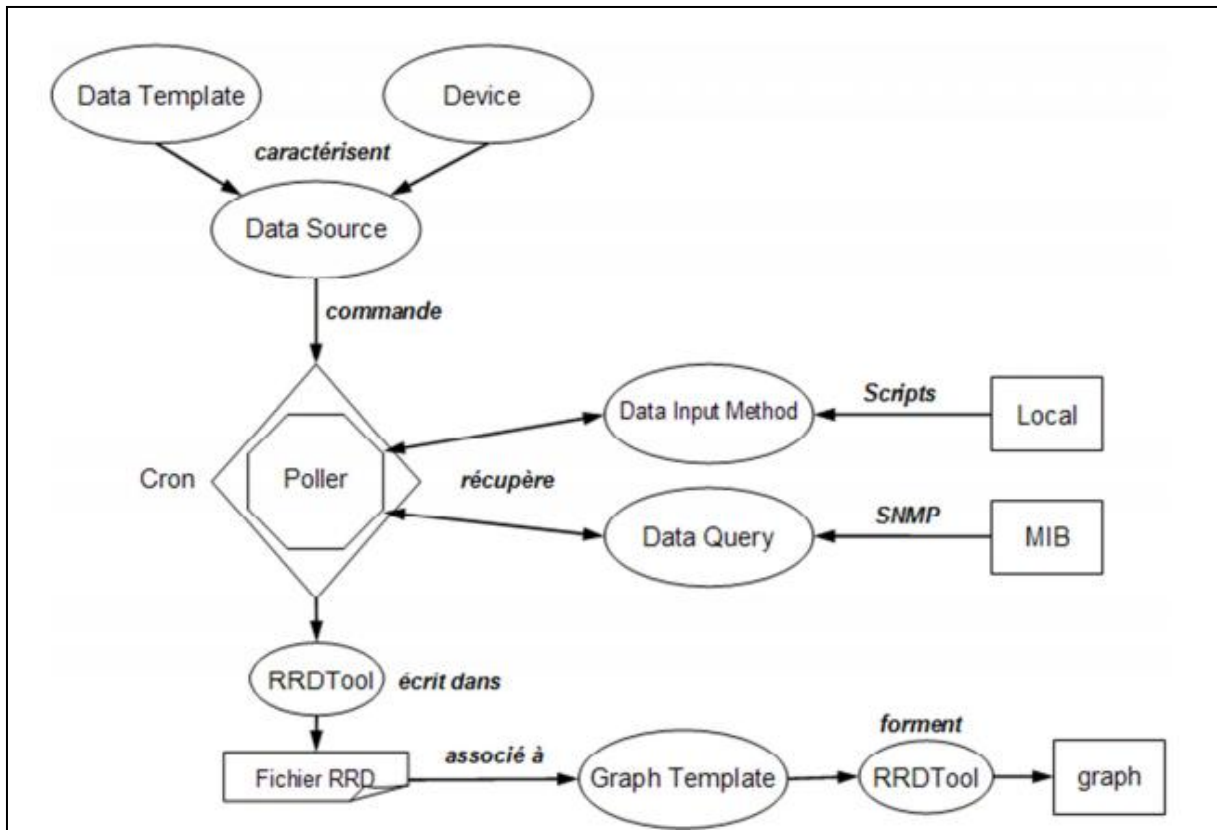 Data Template
Device
caractérisent
Data Source
commande
Data Input Method
Scripts
Local
Cron
Poller
récupère
Data Query
SNMP
MIB
RRDTool
écrit dans
forment
Fichier RRD
associé à
Graph Template
RRDTool
graph